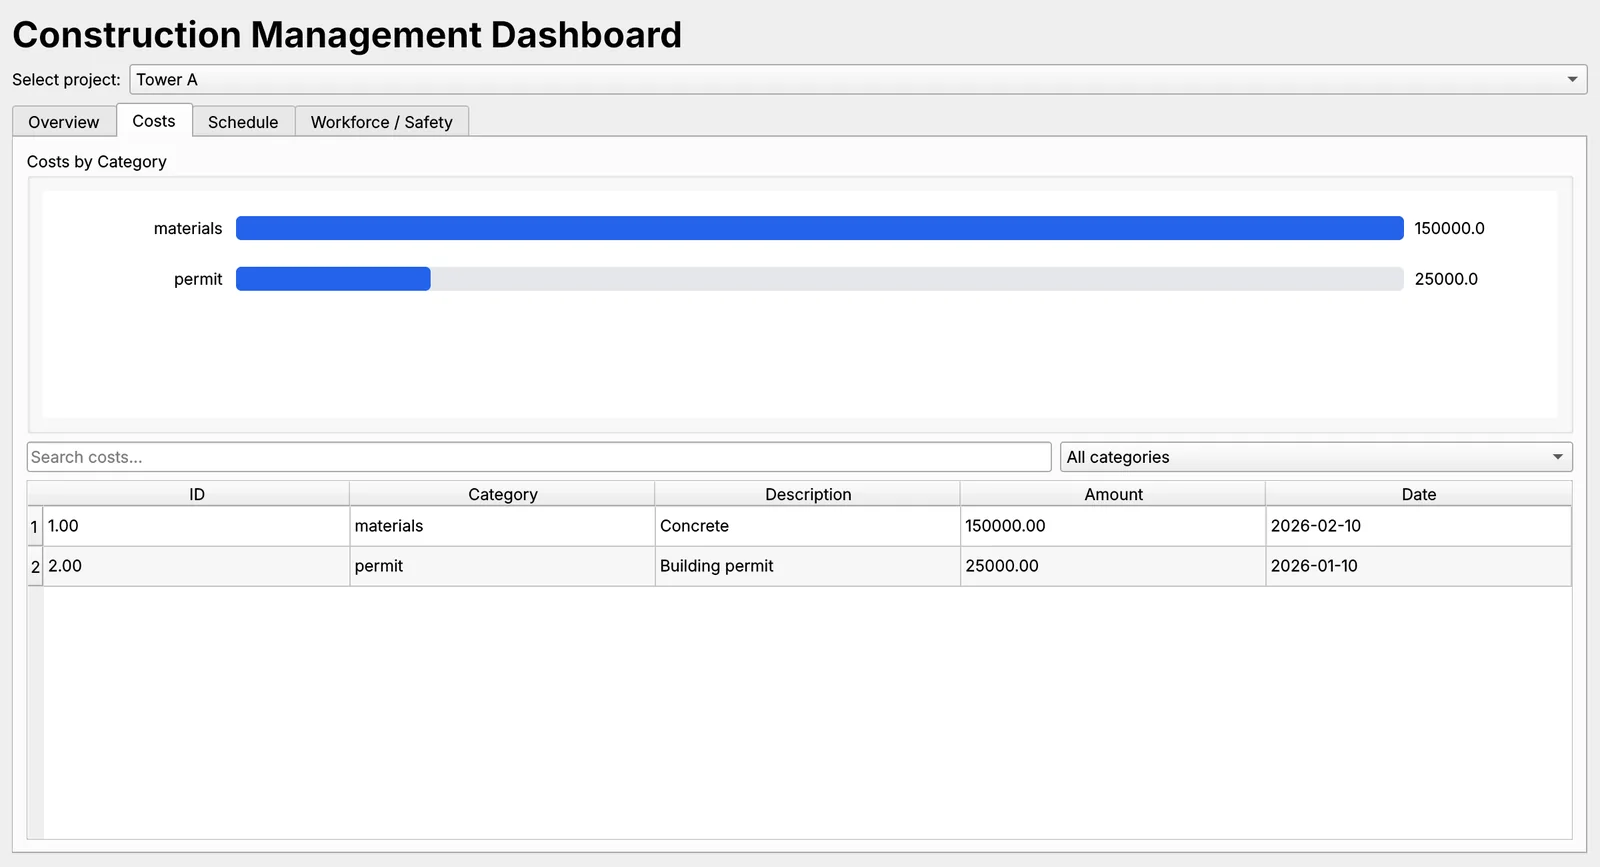 Construction Management Dashboard
Select project: Tower A
Overview Costs Schedule Workforce / Safety
Costs by Category
materials 150000.0
permit 25000.0
Search costs... All categories
ID Category Description Amount Date
1 1.00 materials Concrete 150000.00 2026-02-10
2 2.00 permit Building permit 25000.00 2026-01-10